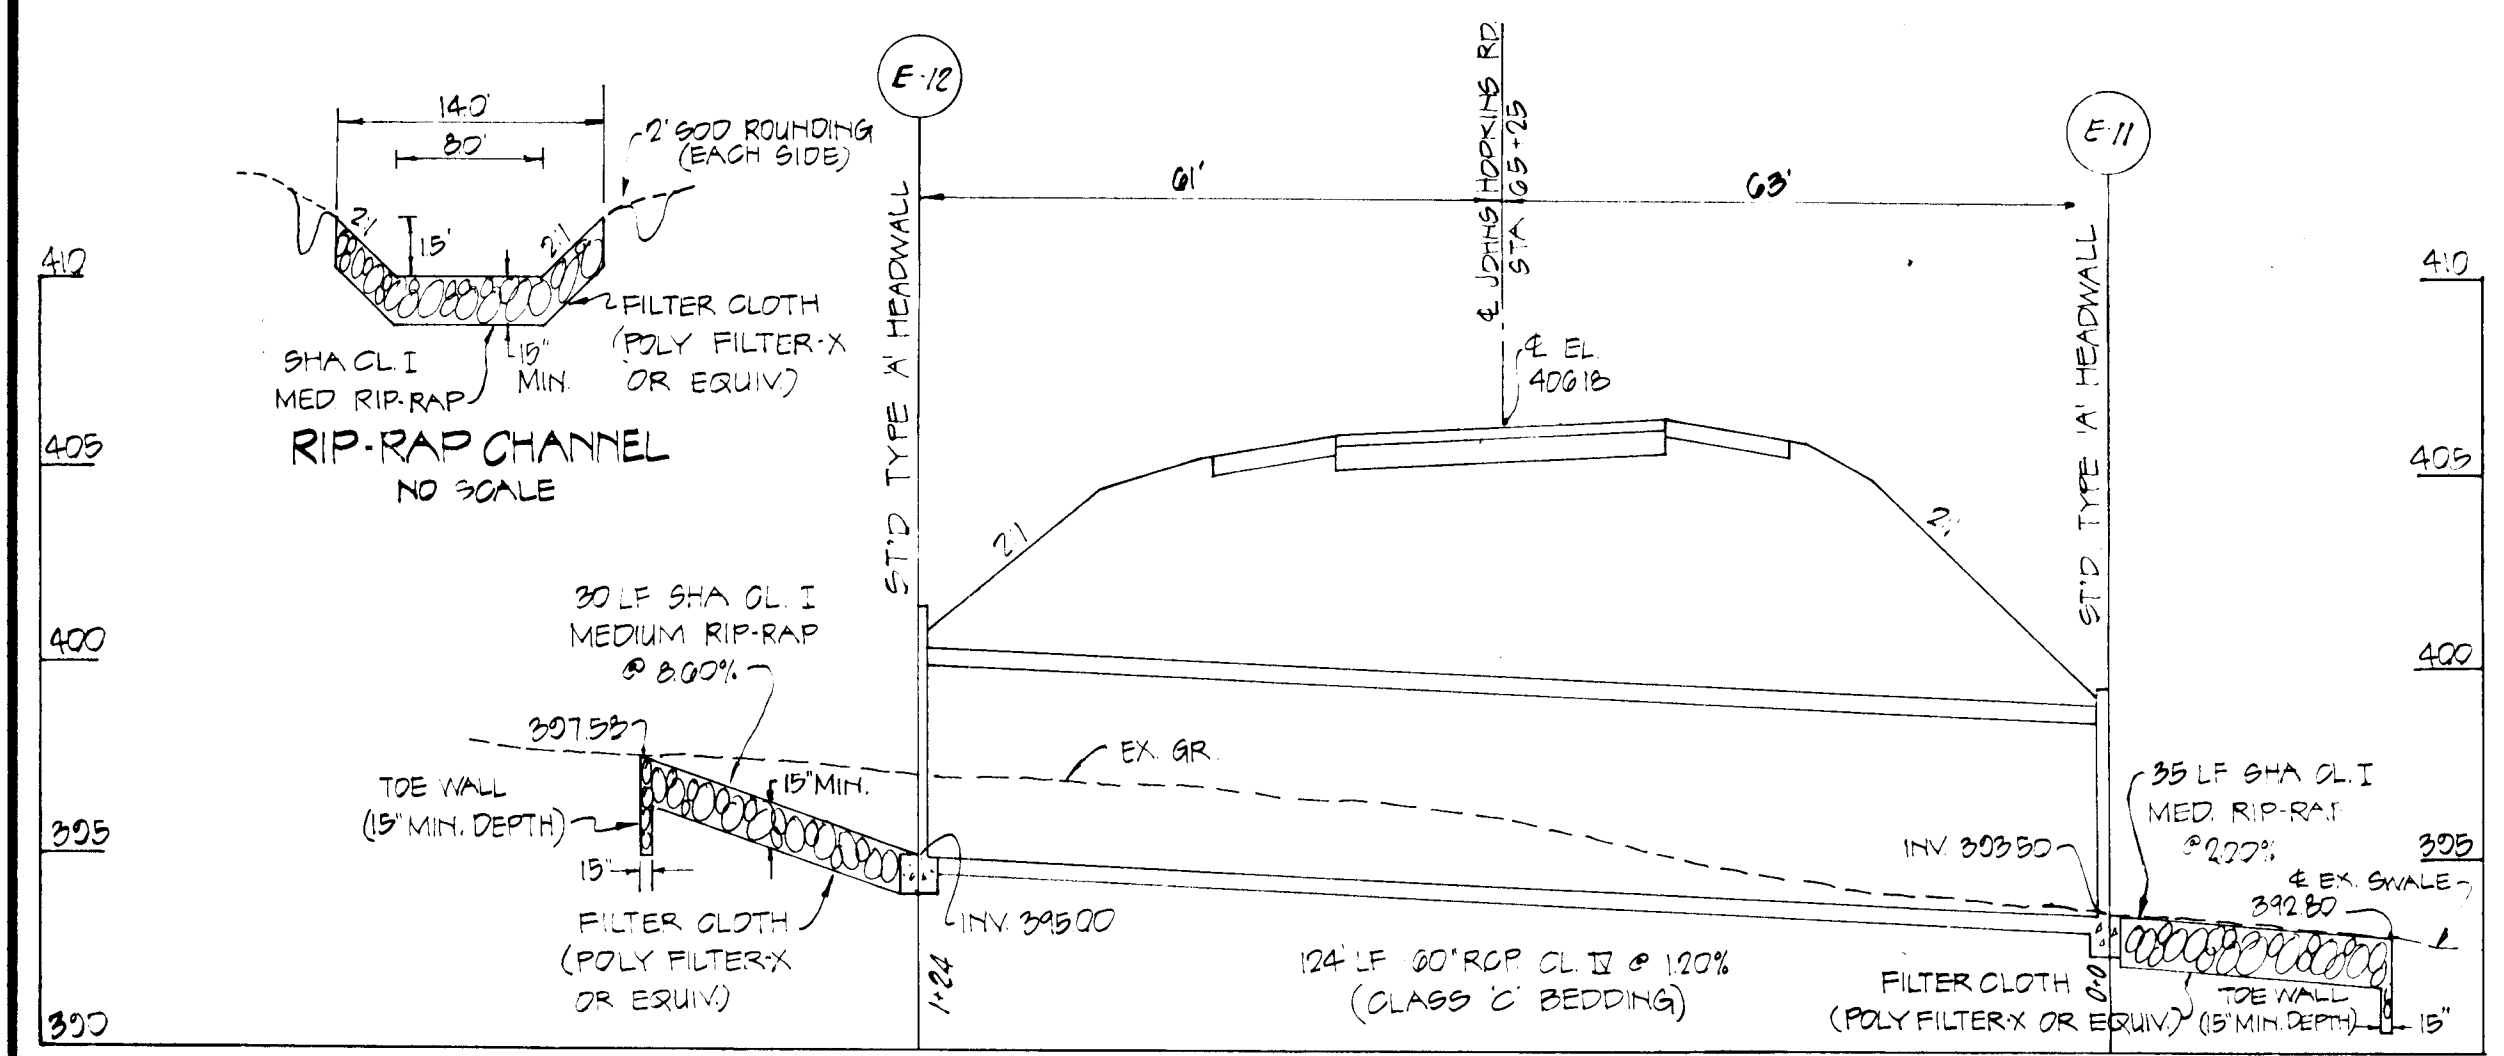 E-12
E-11
14.0'
8.0'
2' SOD ROUNDING
(EACH SIDE)
2:1
1.5'
2:1
FILTER CLOTH
(POLY FILTER-X
OR EQUIV.)
15"
MIN.
SHA CL. I
MED. RIP-RAP
RIP-RAP CHANNEL
NO SCALE
61'
63'
℄ JOHNS HOPKINS RD.
STA 65+25
ST'D TYPE 'A' HEADWALL
ST'D TYPE 'A' HEADWALL
℄ EL.
406.18
410
405
400
395
390
410
405
400
395
2:1
2:1
30 LF SHA CL. I
MEDIUM RIP-RAP
@ 8.60%
397.58
TOE WALL
(15" MIN. DEPTH)
15"
15" MIN.
EX. GR.
FILTER CLOTH
(POLY FILTER-X
OR EQUIV.)
INV. 395.00
1+24
124' LF 60" RCP CL. IV @ 1.20%
(CLASS 'C' BEDDING)
35 LF SHA CL. I
MED. RIP-RAP
@ 2.00%
INV. 393.50
℄ EX. SWALE
392.80
FILTER CLOTH
(POLY FILTER-X OR EQUIV.)
0+0
TOE WALL
(15" MIN. DEPTH)
15"